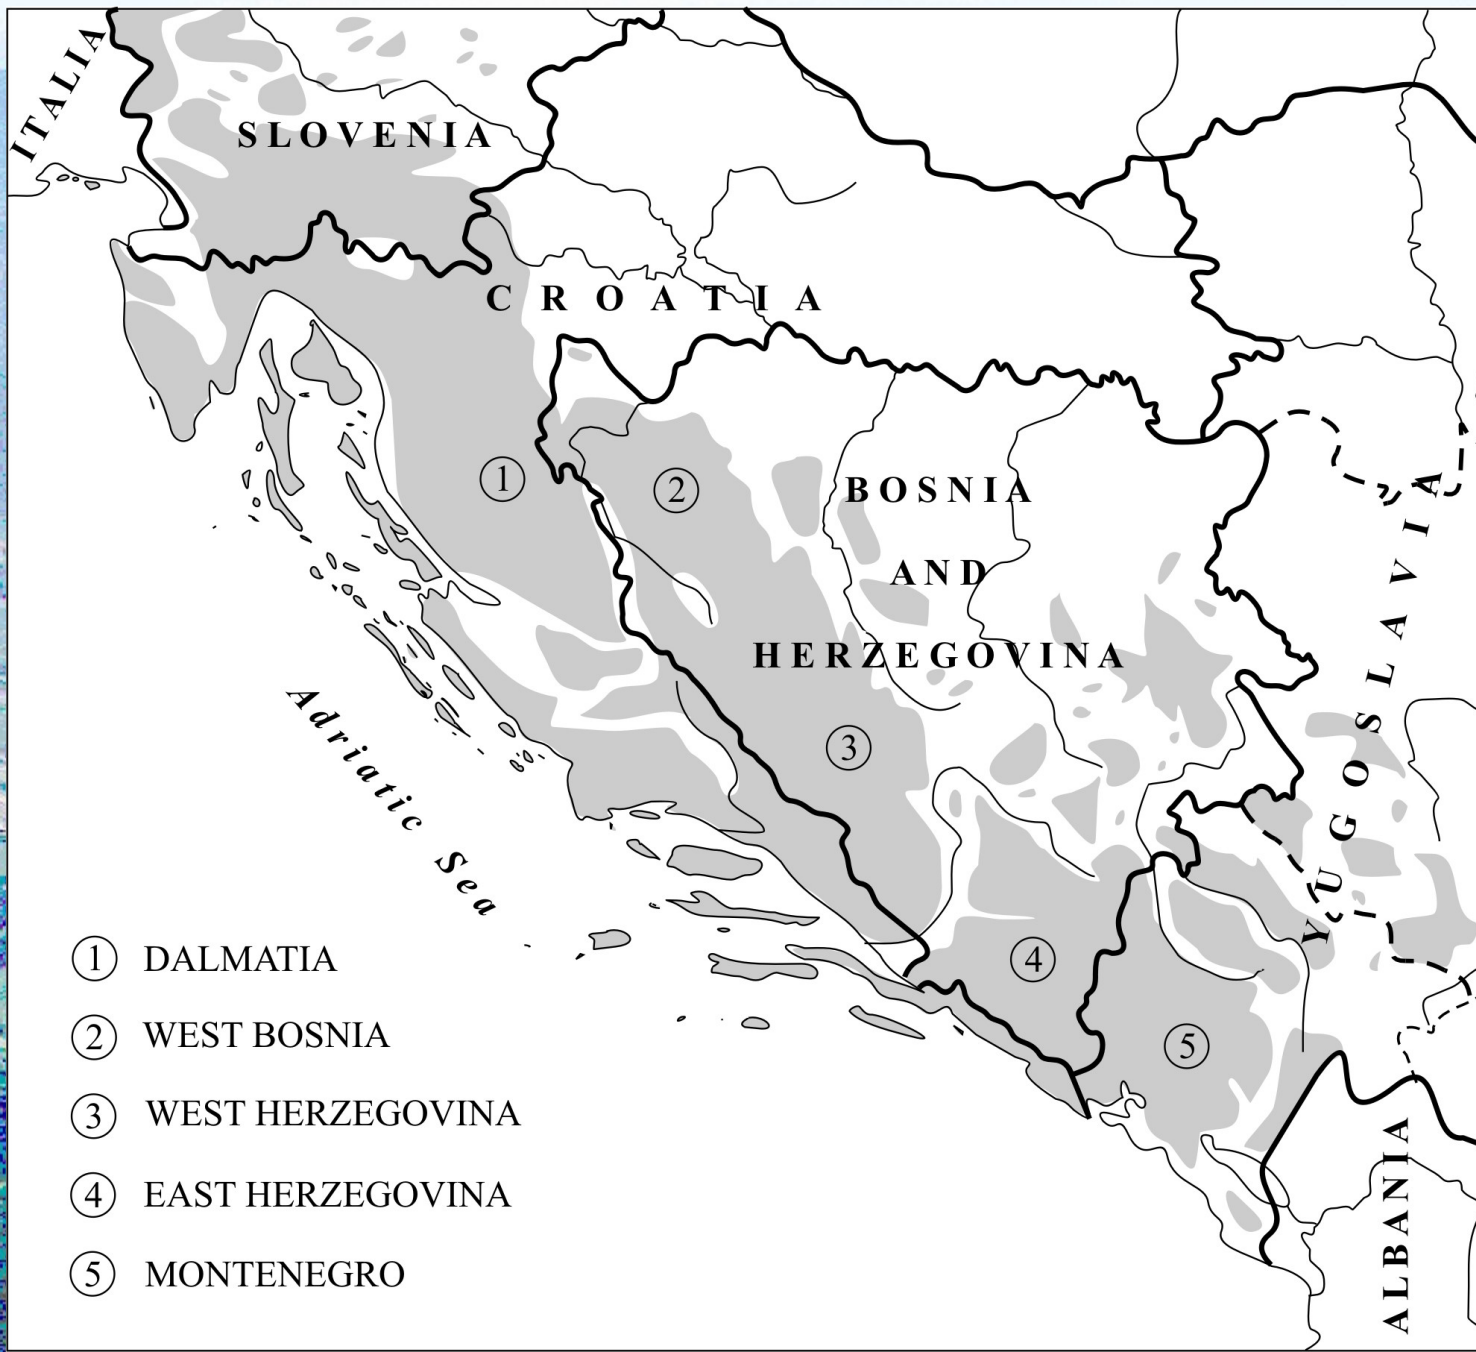 ITALIA
SLOVENIA
CROATIA
① ②
BOSNIA
AND
HERZEGOVINA
③
YUGOSLAVIA
Adriatic Sea
④
⑤
ALBANIA
① DALMATIA
② WEST BOSNIA
③ WEST HERZEGOVINA
④ EAST HERZEGOVINA
⑤ MONTENEGRO